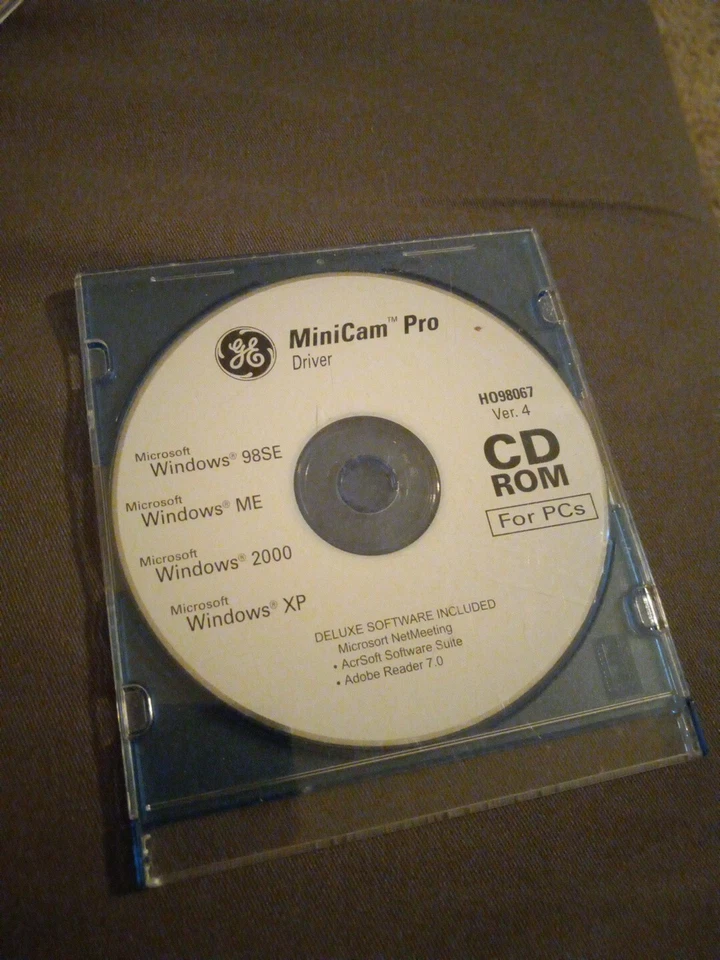 GE
MiniCam™ Pro
Driver
HO98067
Ver. 4
CD
ROM
For PCs
Microsoft
Windows® 98SE
Microsoft
Windows® ME
Microsoft
Windows® 2000
Microsoft
Windows® XP
DELUXE SOFTWARE INCLUDED
Microsort NetMeeting
• AcrSoft Software Suite
• Adobe Reader 7.0